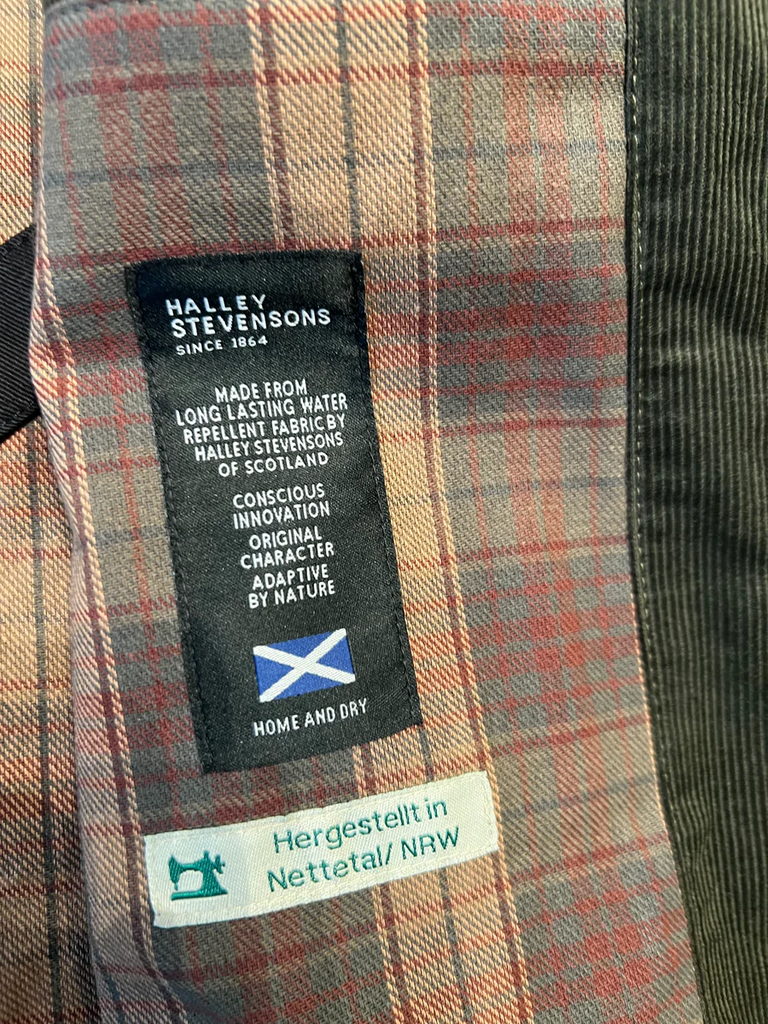 HALLEY
STEVENSONS
SINCE 1864
MADE FROM
LONG LASTING WATER
REPELLENT FABRIC BY
HALLEY STEVENSONS
OF SCOTLAND
CONSCIOUS
INNOVATION
ORIGINAL
CHARACTER
ADAPTIVE
BY NATURE
HOME AND DRY
Hergestellt in
Nettetal/ NRW